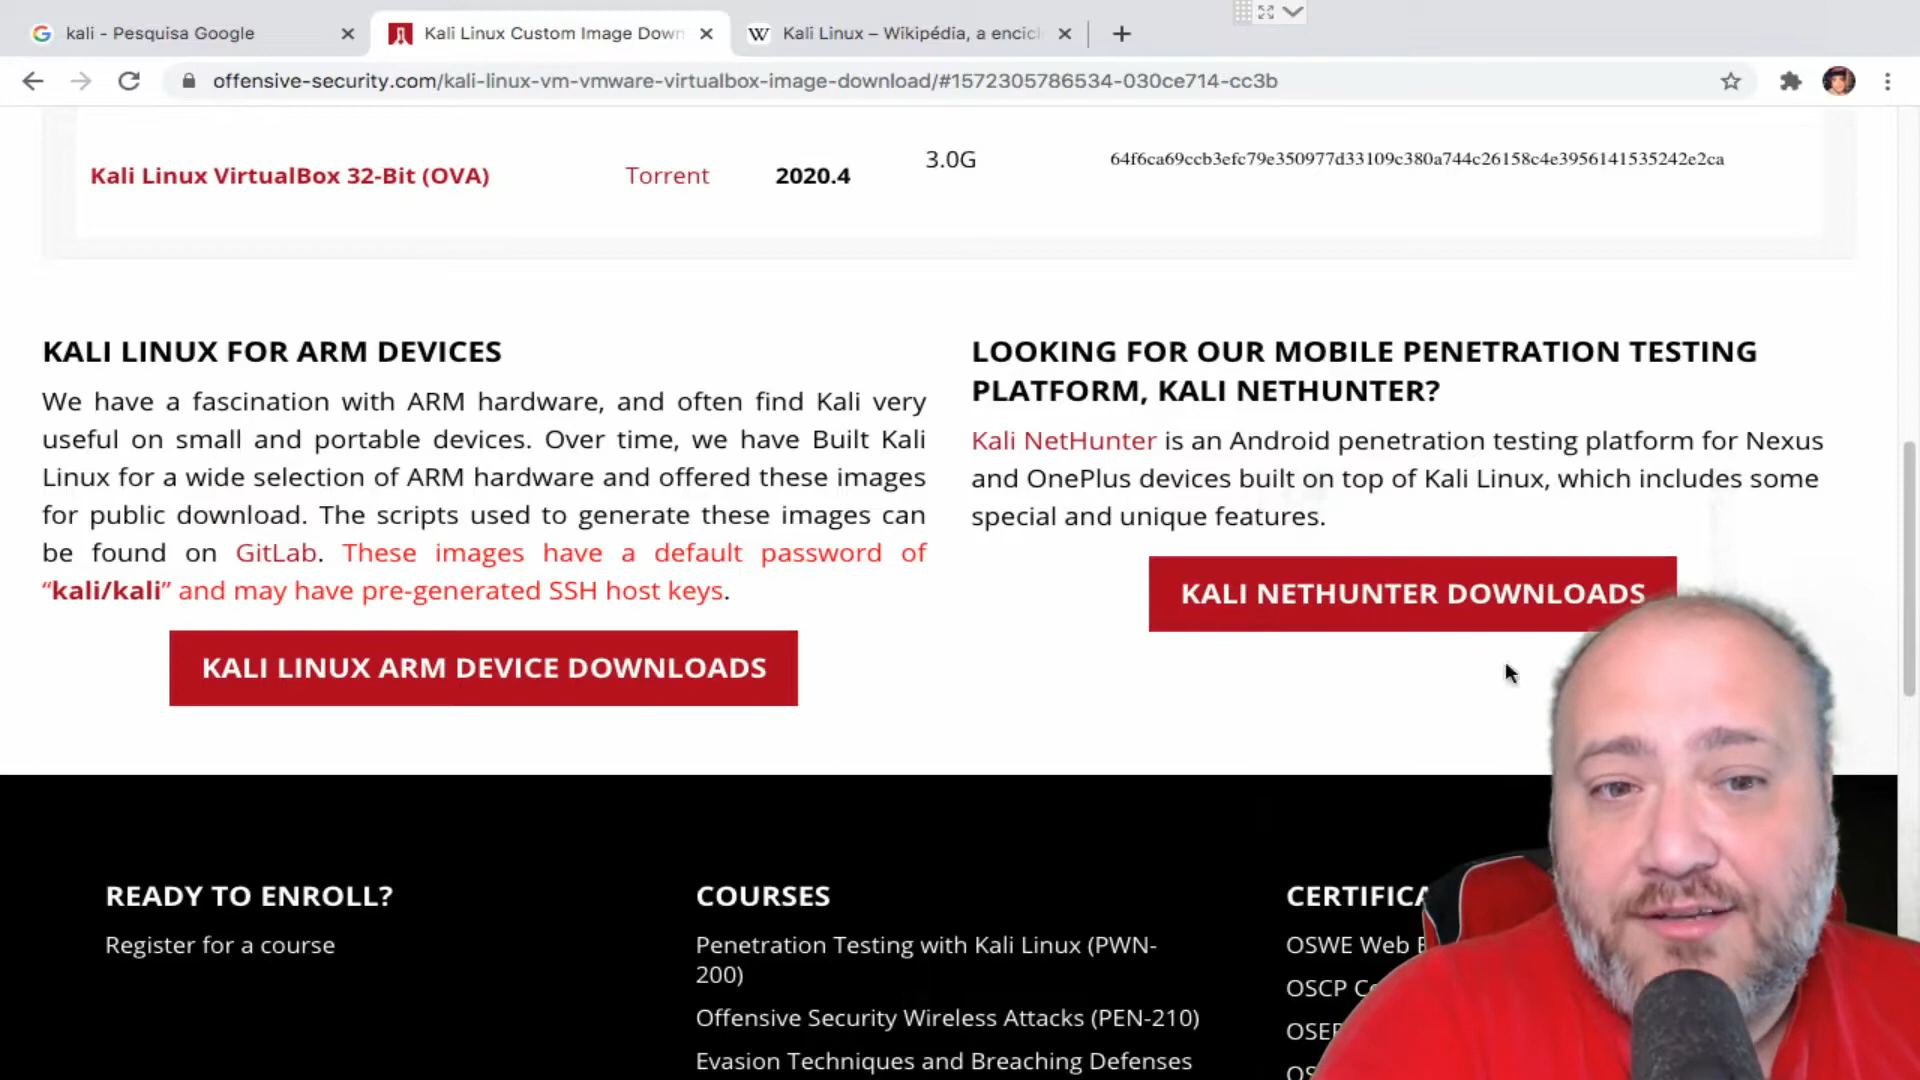 kali - Pesquisa Google
Kali Linux Custom Image Down
Kali Linux – Wikipédia, a encicl
offensive-security.com/kali-linux-vm-vmware-virtualbox-image-download/#1572305786534-030ce714-cc3b
Kali Linux VirtualBox 32-Bit (OVA) Torrent 2020.4 3.0G 64f6ca69ccb3efc79e350977d33109c380a744c26158c4e3956141535242e2ca
KALI LINUX FOR ARM DEVICES
We have a fascination with ARM hardware, and often find Kali very
useful on small and portable devices. Over time, we have Built Kali
Linux for a wide selection of ARM hardware and offered these images
for public download. The scripts used to generate these images can
be found on GitLab. These images have a default password of
“kali/kali” and may have pre-generated SSH host keys.
KALI LINUX ARM DEVICE DOWNLOADS
LOOKING FOR OUR MOBILE PENETRATION TESTING
PLATFORM, KALI NETHUNTER?
Kali NetHunter is an Android penetration testing platform for Nexus
and OnePlus devices built on top of Kali Linux, which includes some
special and unique features.
KALI NETHUNTER DOWNLOADS
READY TO ENROLL?
Register for a course
COURSES
Penetration Testing with Kali Linux (PWN-
200)
Offensive Security Wireless Attacks (PEN-210)
Evasion Techniques and Breaching Defenses
CERTIFICA
OSWE Web
OSCP